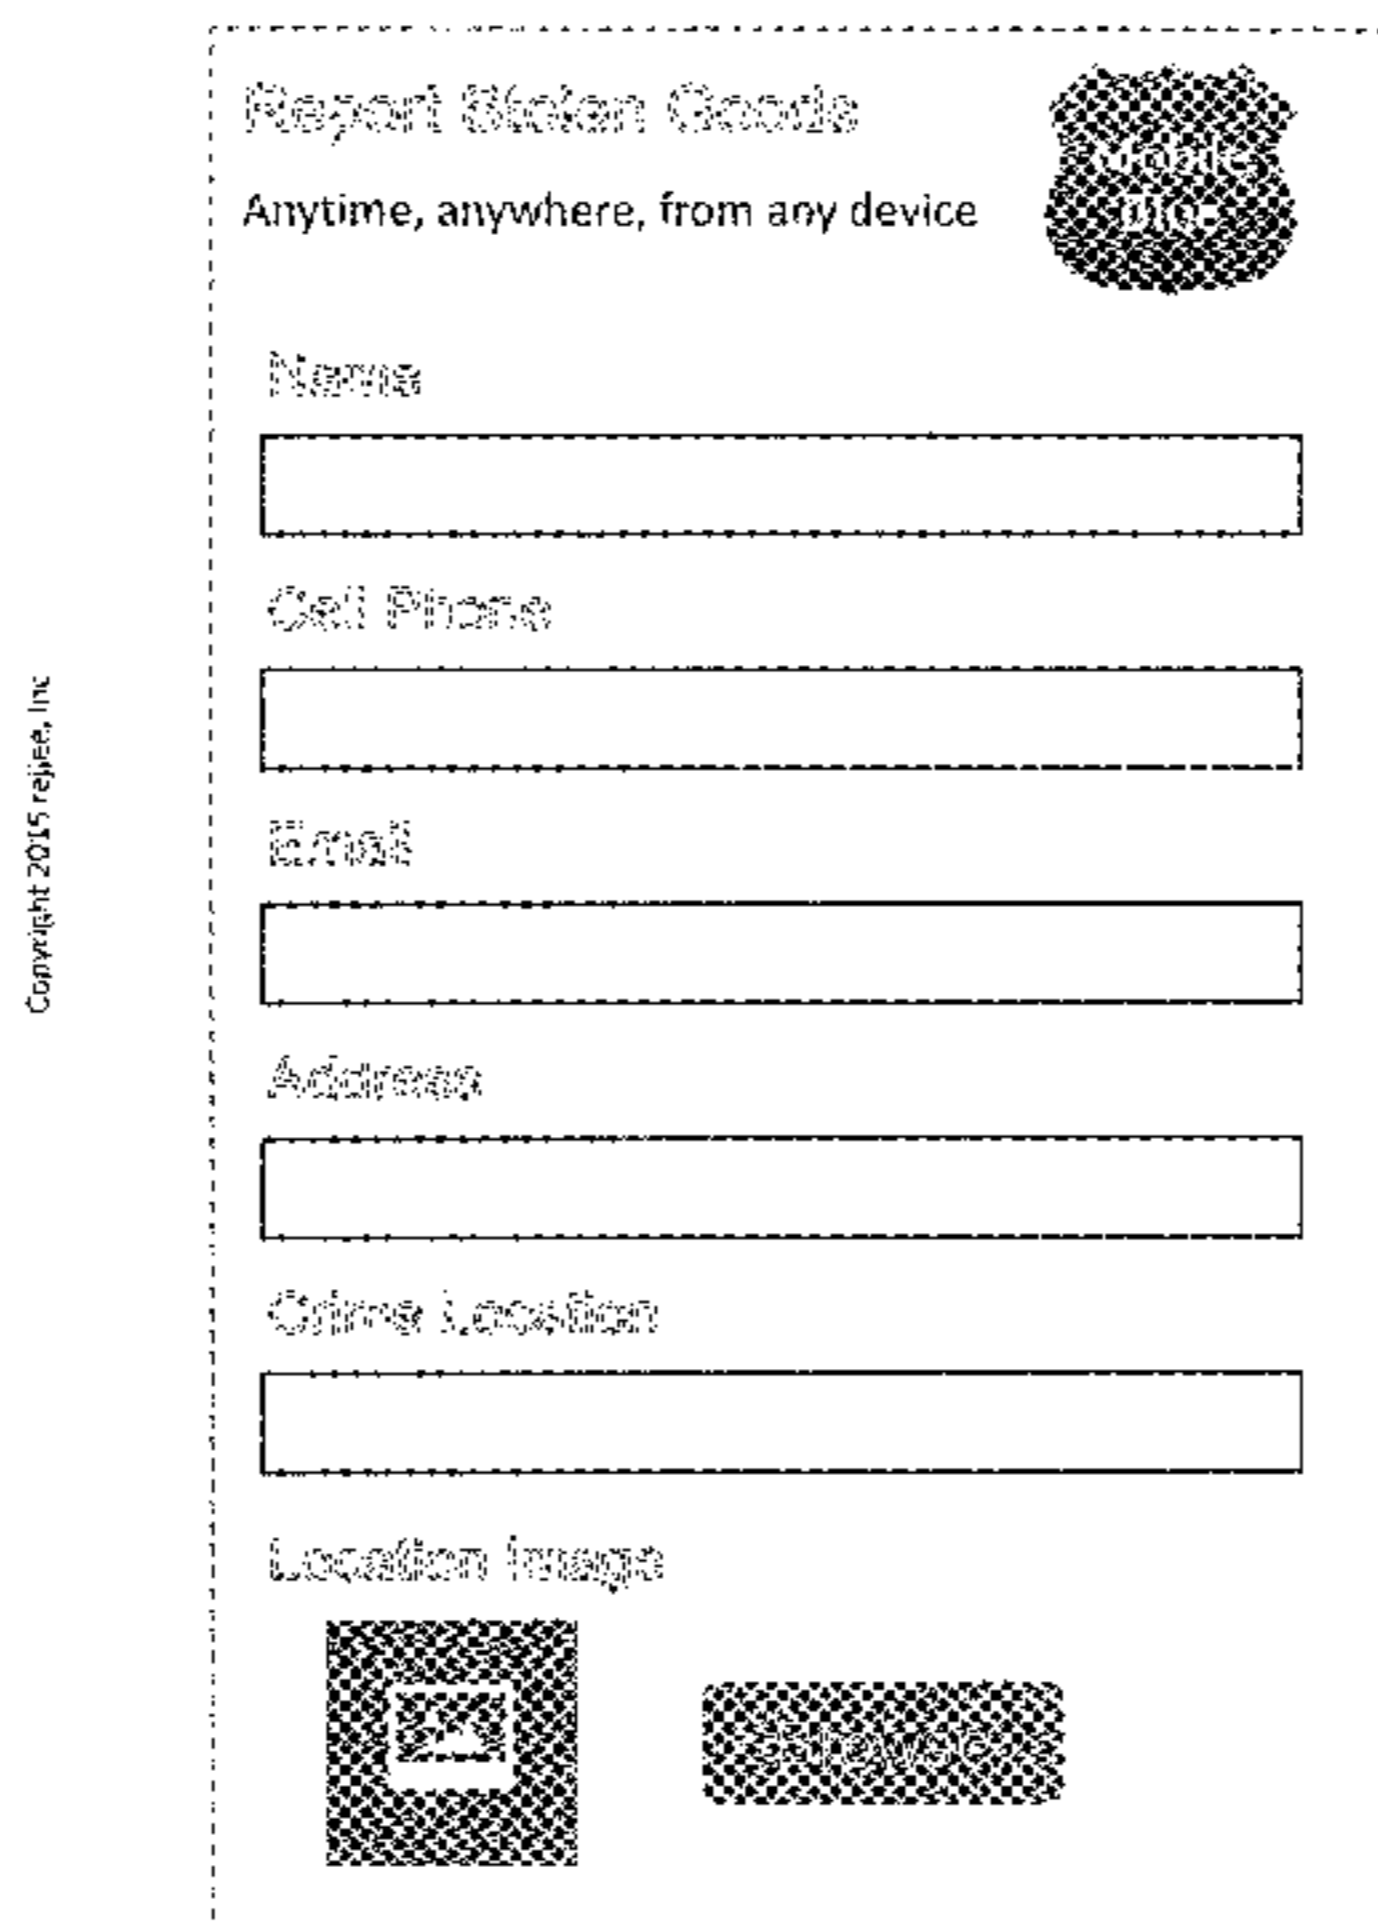 Report Stolen Goods
Mobile
Anytime, anywhere, from any device
Name
Cell Phone
Email
Address
Crime Location
Location Image
Copyright 2015 rejjee, Inc